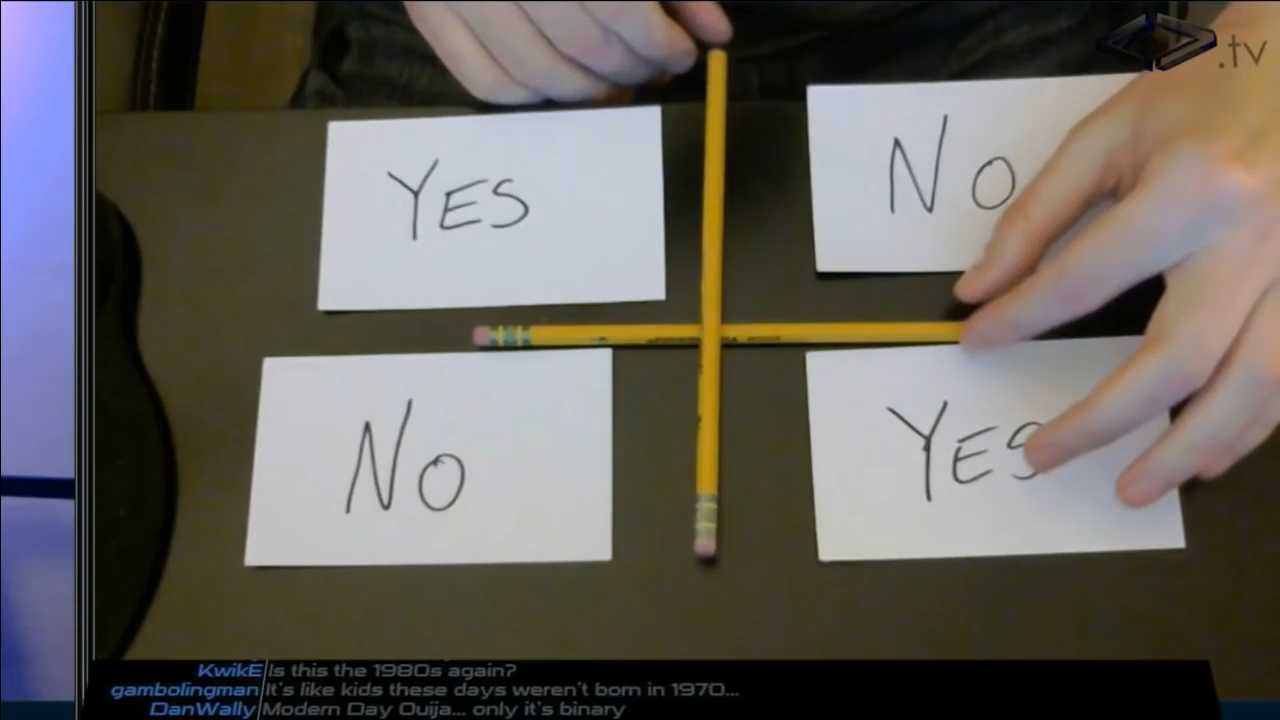 .tv
YES
NO
NO
YES
KwikE Is this the 1980s again?
gambolingman It's like kids these days weren't born in 1970...
DanWally Modern Day Ouija... only it's binary